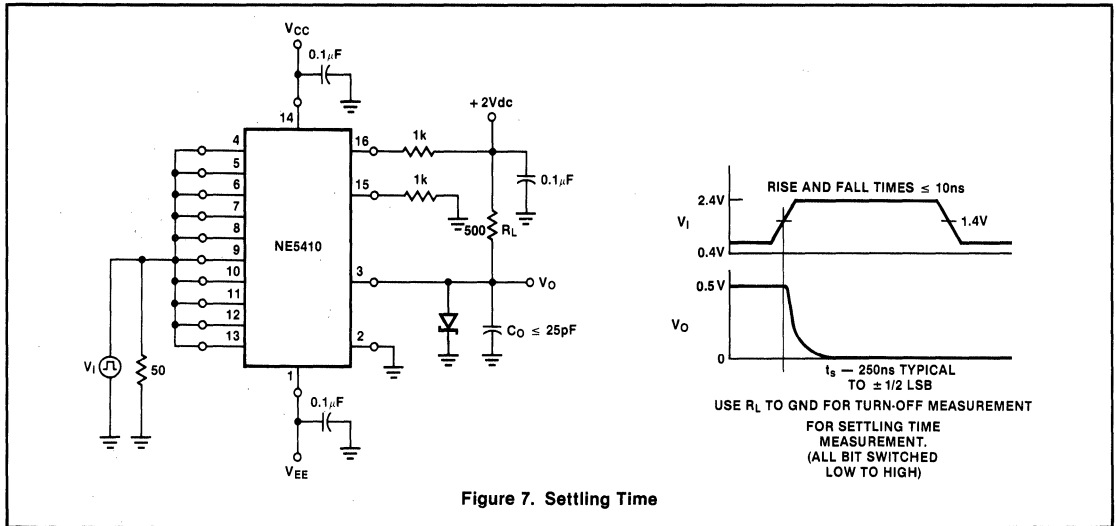 VCC
0.1μF
14
+2Vdc
4
5
6
7
8
9
10
11
12
13
NE5410
16
1k
15
1k
0.1μF
500 RL
3
VO
CO ≤ 25pF
2
VI
50
1
0.1μF
VEE
RISE AND FALL TIMES ≤ 10ns
2.4V
VI
1.4V
0.4V
0.5V
VO
0
ts — 250ns TYPICAL
TO ± 1/2 LSB
USE RL TO GND FOR TURN-OFF MEASUREMENT
FOR SETTLING TIME
MEASUREMENT.
(ALL BIT SWITCHED
LOW TO HIGH)
Figure 7. Settling Time